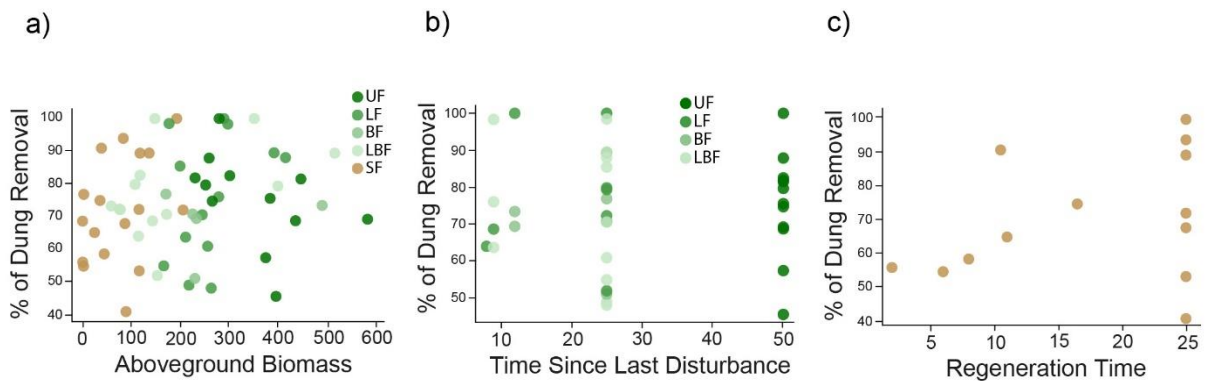 a)
% of Dung Removal
100
90
80
70
60
50
40
0
100
200
300
400
500
600
Aboveground Biomass
UF
LF
BF
LBF
SF
b)
% of Dung Removal
100
90
80
70
60
50
10
20
30
40
50
Time Since Last Disturbance
UF
LF
BF
LBF
c)
% of Dung Removal
100
90
80
70
60
50
40
5
10
15
20
25
Regeneration Time